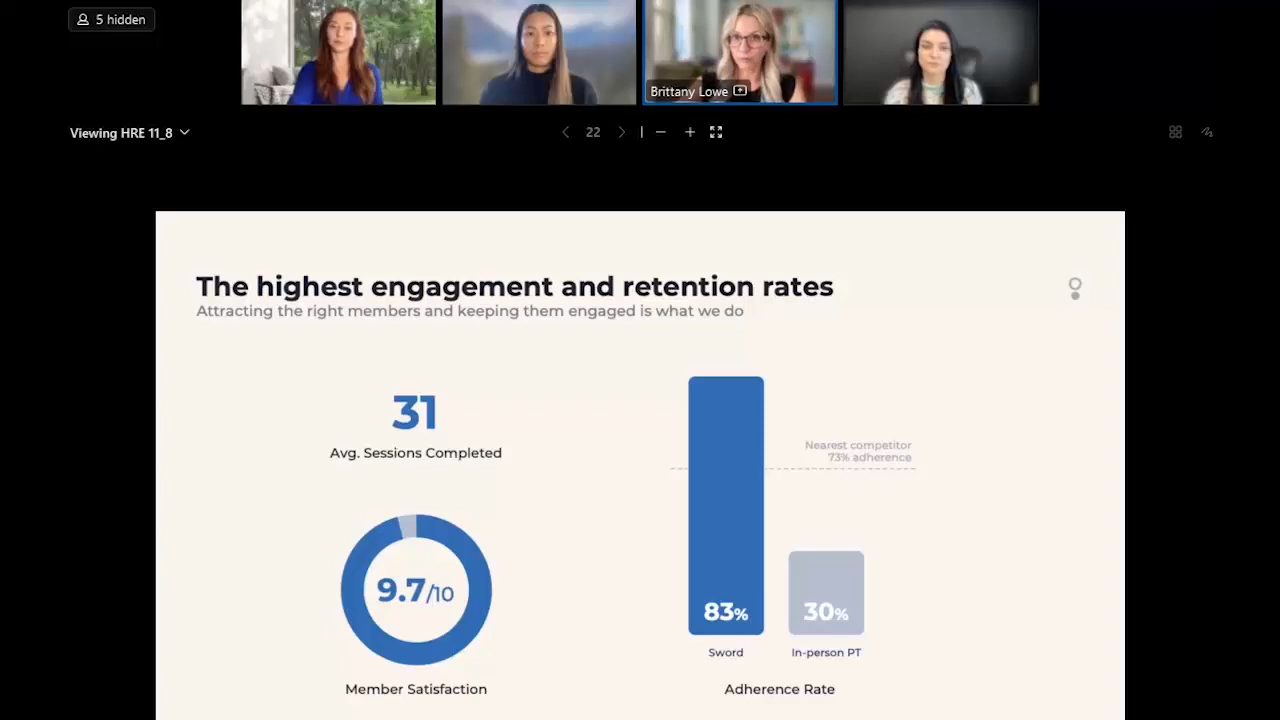 5 hidden
Brittany Lowe
Viewing HRE 11_8
22
The highest engagement and retention rates
Attracting the right members and keeping them engaged is what we do
31
Avg. Sessions Completed
9.7/10
Member Satisfaction
Nearest competitor
73% adherence
83%
30%
Sword
In-person PT
Adherence Rate